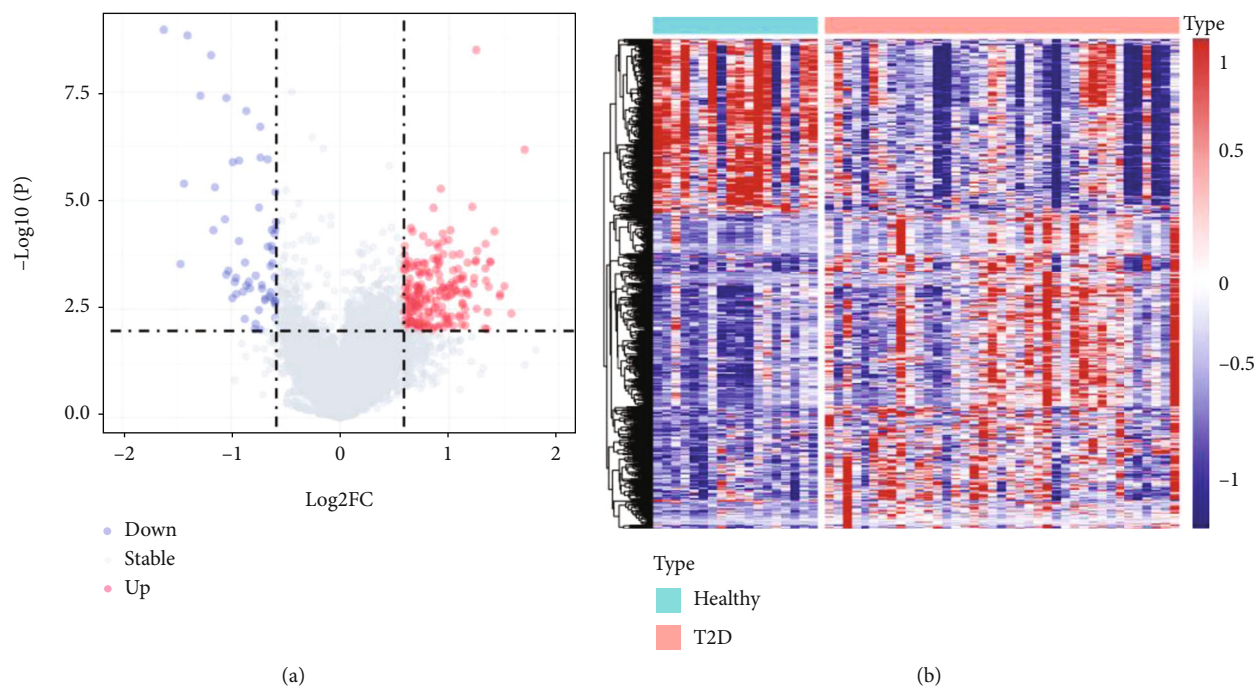 7.5
5.0
2.5
0.0
–Log10 (P)
–2
–1
0
1
2
Log2FC
Down
Stable
Up
(a)
Type
1
0.5
0
–0.5
–1
Type
Healthy
T2D
(b)